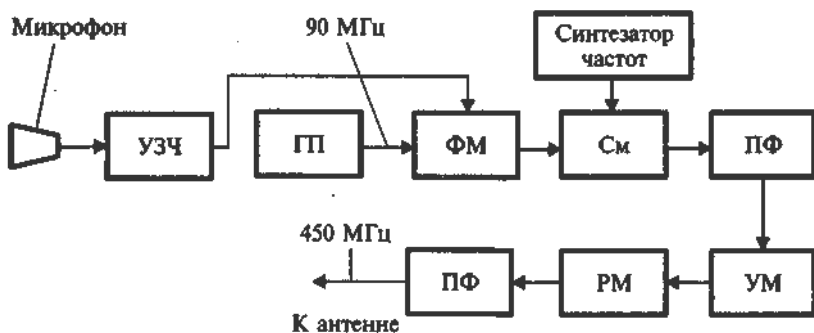 Микрофон
90 МГц
Синтезатор
частот
УЗЧ
ГП
ФМ
См
ПФ
450 МГц
ПФ
РМ
УМ
К антенне